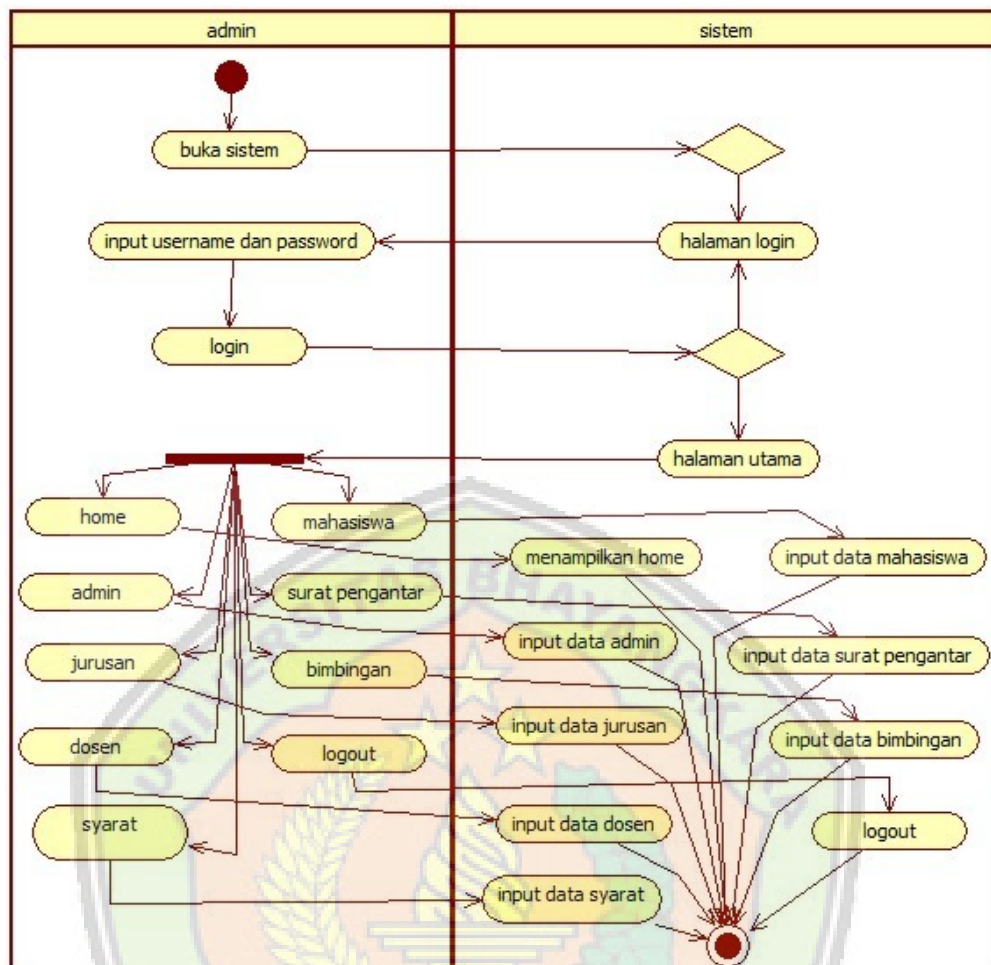 admin
sistem
buka sistem
input username dan password
halaman login
login
halaman utama
home
mahasiswa
menampilkan home
input data mahasiswa
admin
surat pengantar
input data admin
input data surat pengantar
jurusan
bimbingan
input data jurusan
input data bimbingan
dosen
logout
syarat
input data dosen
logout
input data syarat
UNIVERSITAS BHAYANGKARA